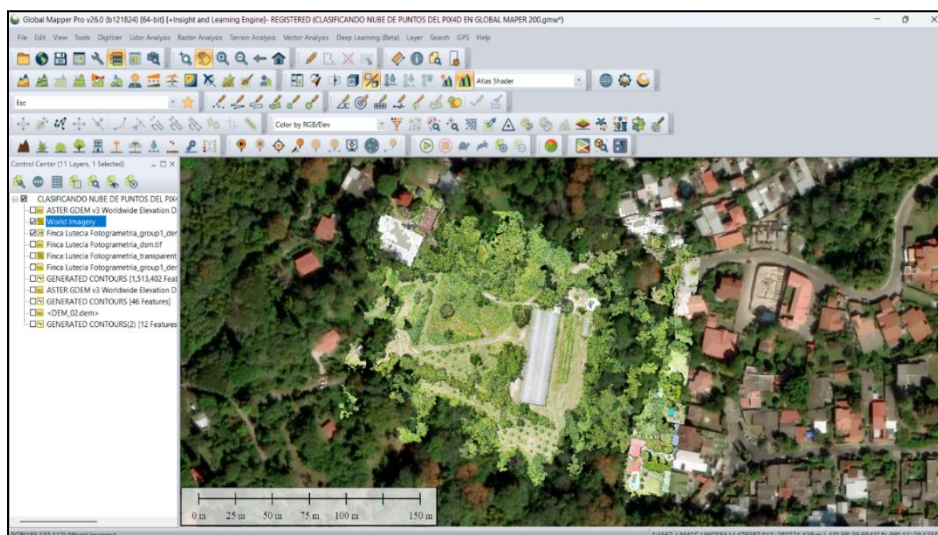 Global Mapper Pro v26.0 (b121824) [64-bit] [+Insight and Learning Engine]- REGISTERED (CLASIFICANDO NUBE DE PUNTOS DEL PIX4D EN GLOBAL MAPER 200.gmw*)
File Edit View Tools Digitizer Lidar Analysis Raster Analysis Terrain Analysis Vector Analysis Deep Learning (Beta) Layer Search GPS Help
Atlas Shader
Esc
Color by RGB/Elev
Control Center (11 Layers, 1 Selected)
CLASIFICANDO NUBE DE PUNTOS DEL PIX4
ASTER GDEM v3 Worldwide Elevation D
World Imagery
Finca Lutecia Fotogrametria_group1_der
Finca Lutecia Fotogrametria_dsm.tif
Finca Lutecia Fotogrametria_transparent_
Finca Lutecia Fotogrametria_group1_der
GENERATED CONTOURS [1,513,402 Feat
ASTER GDEM v3 Worldwide Elevation D
GENERATED CONTOURS [46 Features]
<DEM_02.dem>
GENERATED CONTOURS(2) [12 Features
0 m 25 m 50 m 75 m 100 m 150 m